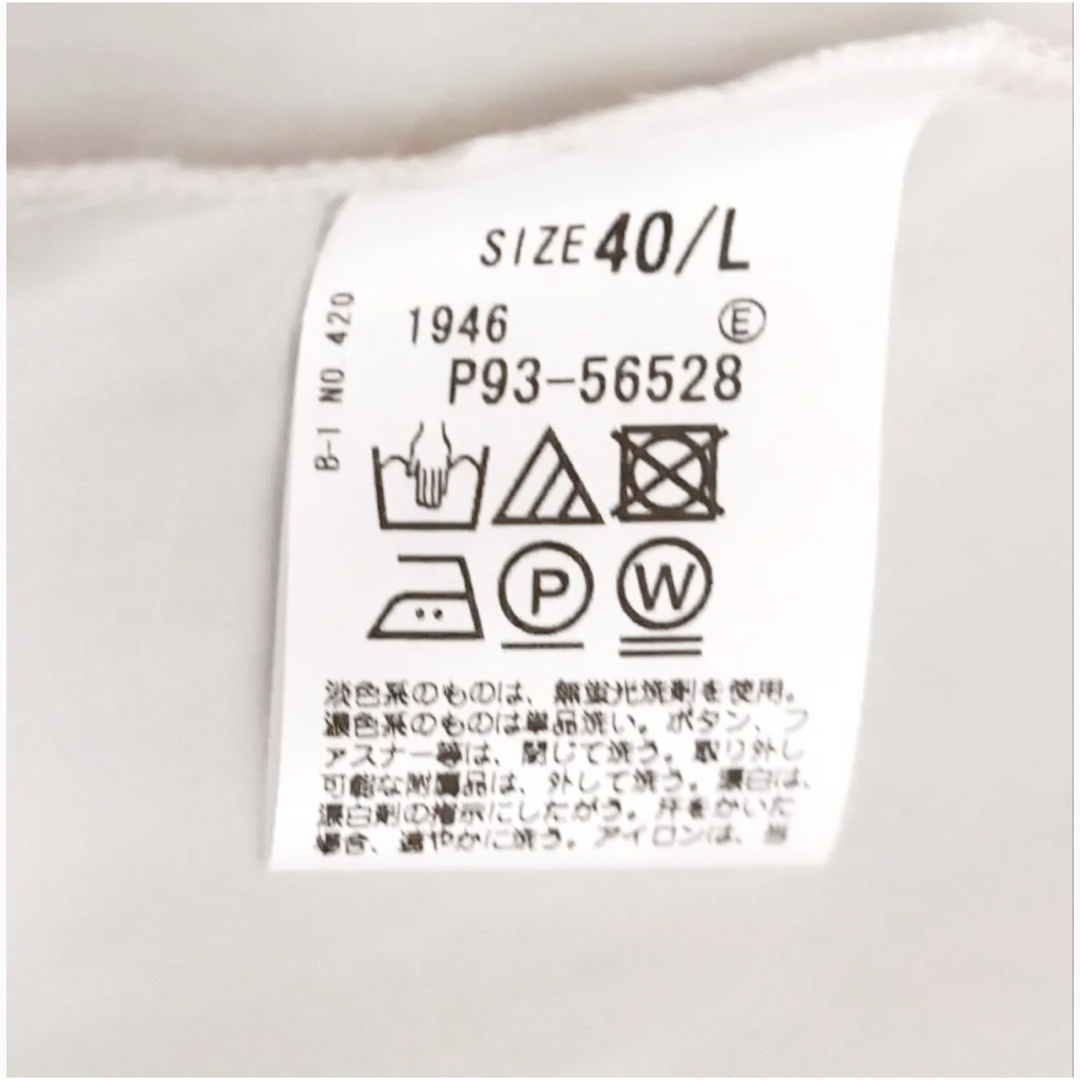 SIZE 40/L
B-1 NO.420
1946 Ⓔ
P93-56528
P W
淡色系のものは、無蛍光洗剤を使用。
濃色系のものは単品洗い。ボタン、フ
ァスナー等は、閉じて洗う。取り外し
可能な附属品は、外して洗う。漂白は、
漂白剤の指示にしたがう。汗をかいた
場合、速やかに洗う。アイロンは、当